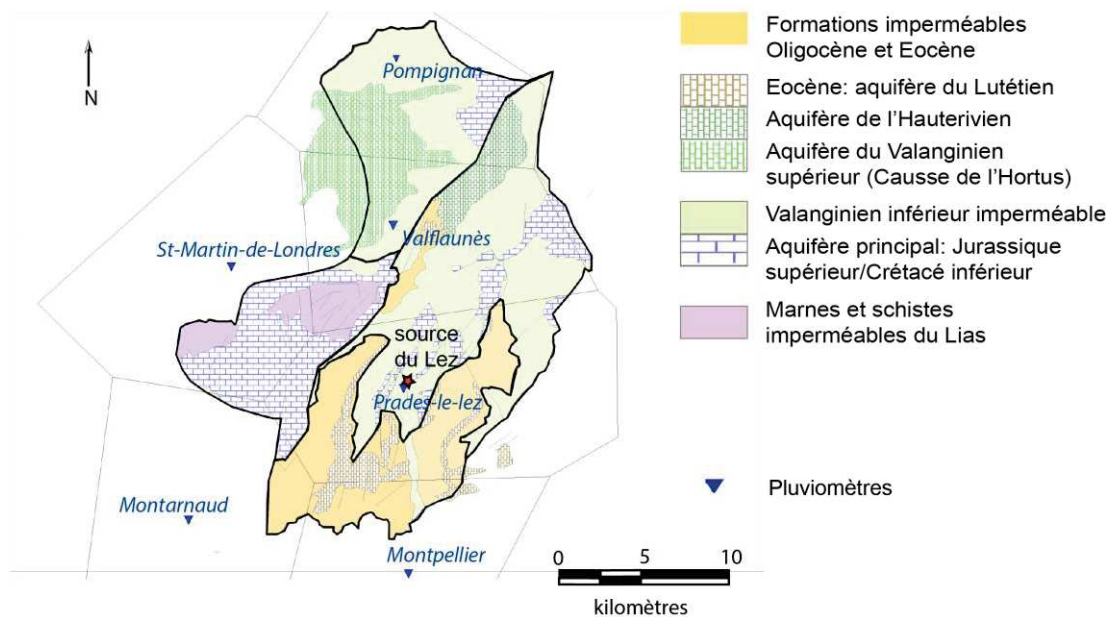 N
Pompignan
Valflaunès
St-Martin-de-Londres
source
du Lez
Prades-le-lez
Montarnaud
Montpellier
Formations imperméables
Oligocène et Eocène
Eocène: aquifère du Lutétien
Aquifère de l'Hauterivien
Aquifère du Valanginien
supérieur (Causse de l'Hortus)
Valanginien inférieur imperméable
Aquifère principal: Jurassique
supérieur/Crétacé inférieur
Marnes et schistes
imperméables du Lias
Pluviomètres
0 5 10
kilomètres